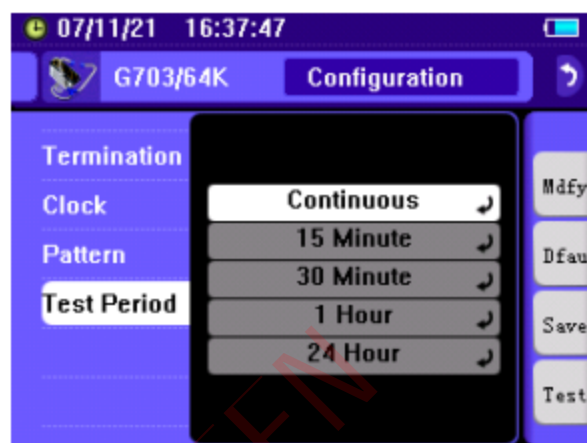 07/11/21 16:37:47
G703/64K Configuration
Termination
Clock
Pattern
Test Period
Continuous
15 Minute
30 Minute
1 Hour
24 Hour
Mdfy
Dfau
Save
Test